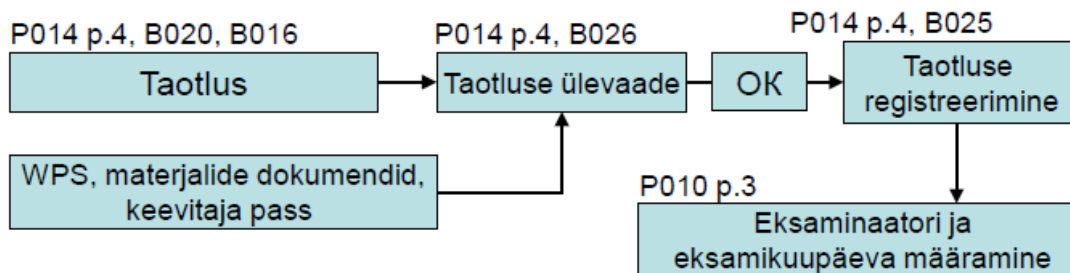 P014 p.4, B020, B016
Taotlus
P014 p.4, B026
Taotluse ülevaade
OK
P014 p.4, B025
Taotluse
registreerimine
WPS, materjalide dokumendid,
keevitaja pass
P010 p.3
Eksaminaatori ja
eksamikuupäeva määramine